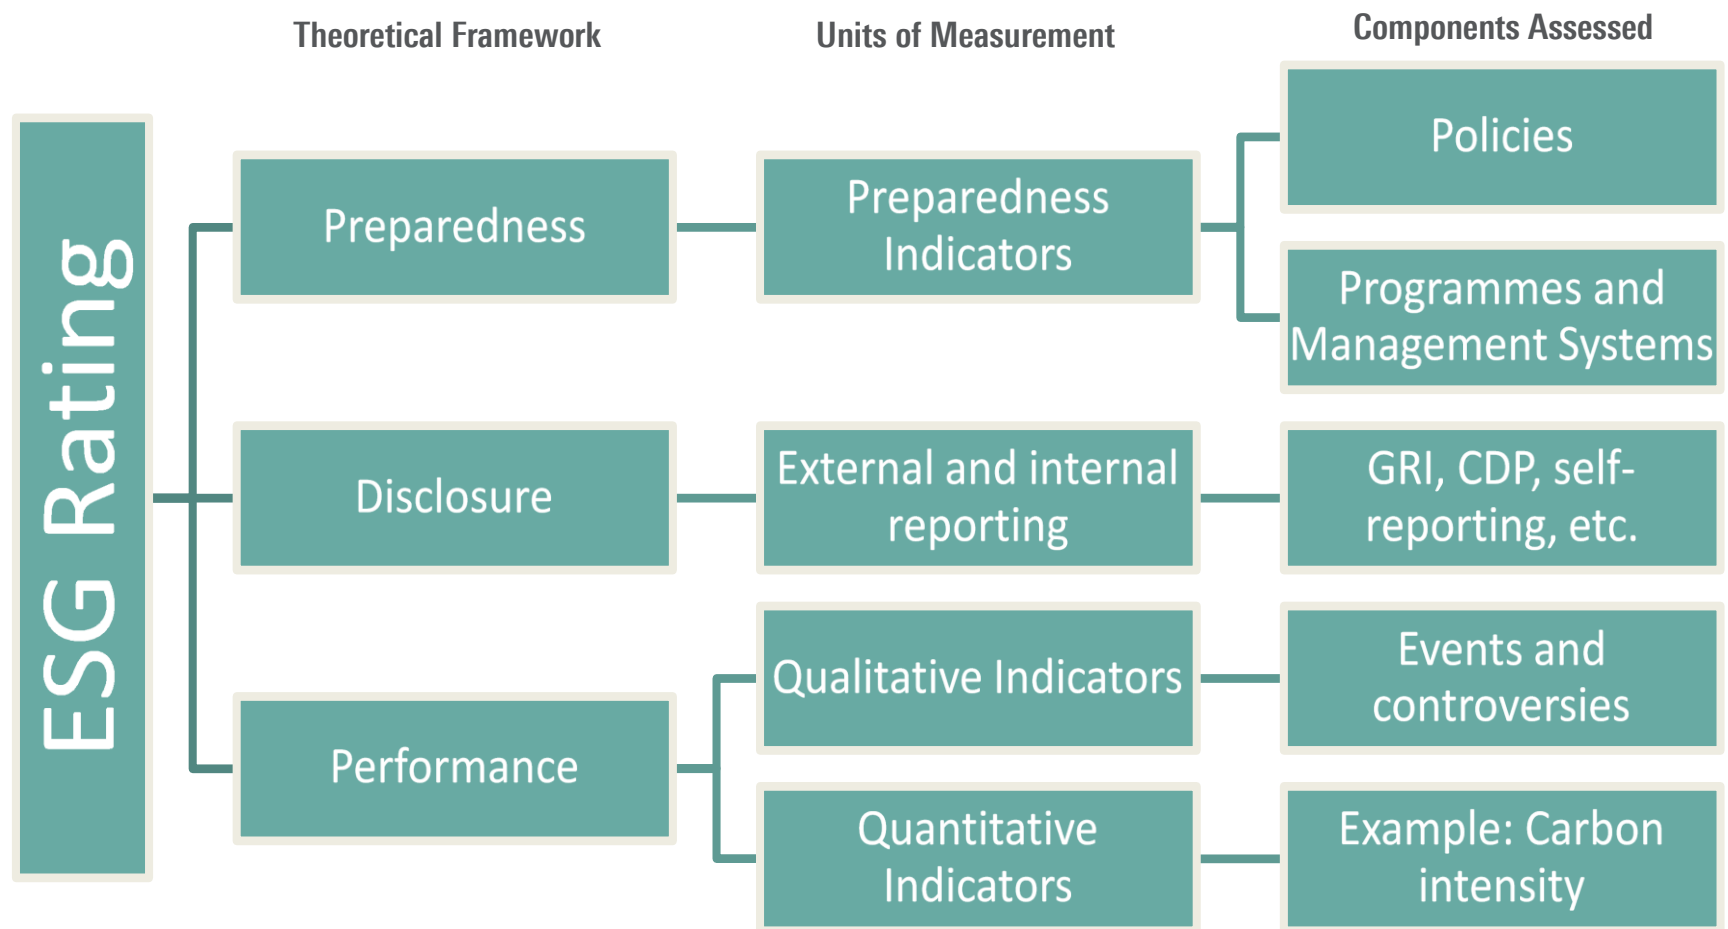 Theoretical Framework
Units of Measurement
Components Assessed
ESG Rating
Preparedness
Preparedness
Indicators
Policies
Programmes and
Management Systems
Disclosure
External and internal
reporting
GRI, CDP, self-
reporting, etc.
Performance
Qualitative Indicators
Events and
controversies
Quantitative
Indicators
Example: Carbon
intensity